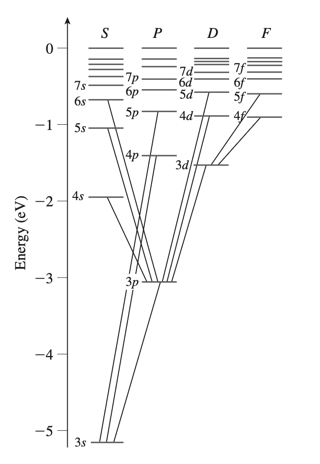 S P D F
0
7s 7p 7d 7f
6s 6p 6d 6f
5s 5p 5d 5f
−1
4s 4p 4d 4f
3d
−2
Energy (eV)
−3
3p
−4
−5
3s